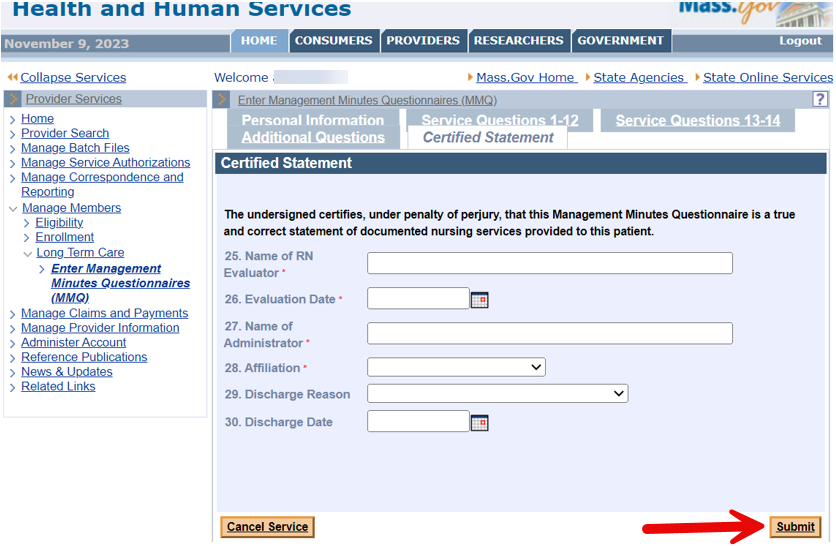 Health and Human Services
Mass.gov
November 9, 2023
HOME
CONSUMERS
PROVIDERS
RESEARCHERS
GOVERNMENT
Logout
Collapse Services
Welcome
Mass.Gov Home
State Agencies
State Online Services
Provider Services
Home
Provider Search
Manage Batch Files
Manage Service Authorizations
Manage Correspondence and
Reporting
Manage Members
Eligibility
Enrollment
Long Term Care
Enter Management
Minutes Questionnaires
(MMQ)
Manage Claims and Payments
Manage Provider Information
Administer Account
Reference Publications
News & Updates
Related Links
Enter Management Minutes Questionnaires (MMQ)
?
Personal Information
Service Questions 1-12
Service Questions 13-14
Additional Questions
Certified Statement
Certified Statement
The undersigned certifies, under penalty of perjury, that this Management Minutes Questionnaire is a true
and correct statement of documented nursing services provided to this patient.
25. Name of RN
Evaluator *
26. Evaluation Date *
27. Name of
Administrator *
28. Affiliation *
29. Discharge Reason
30. Discharge Date
Cancel Service
Submit